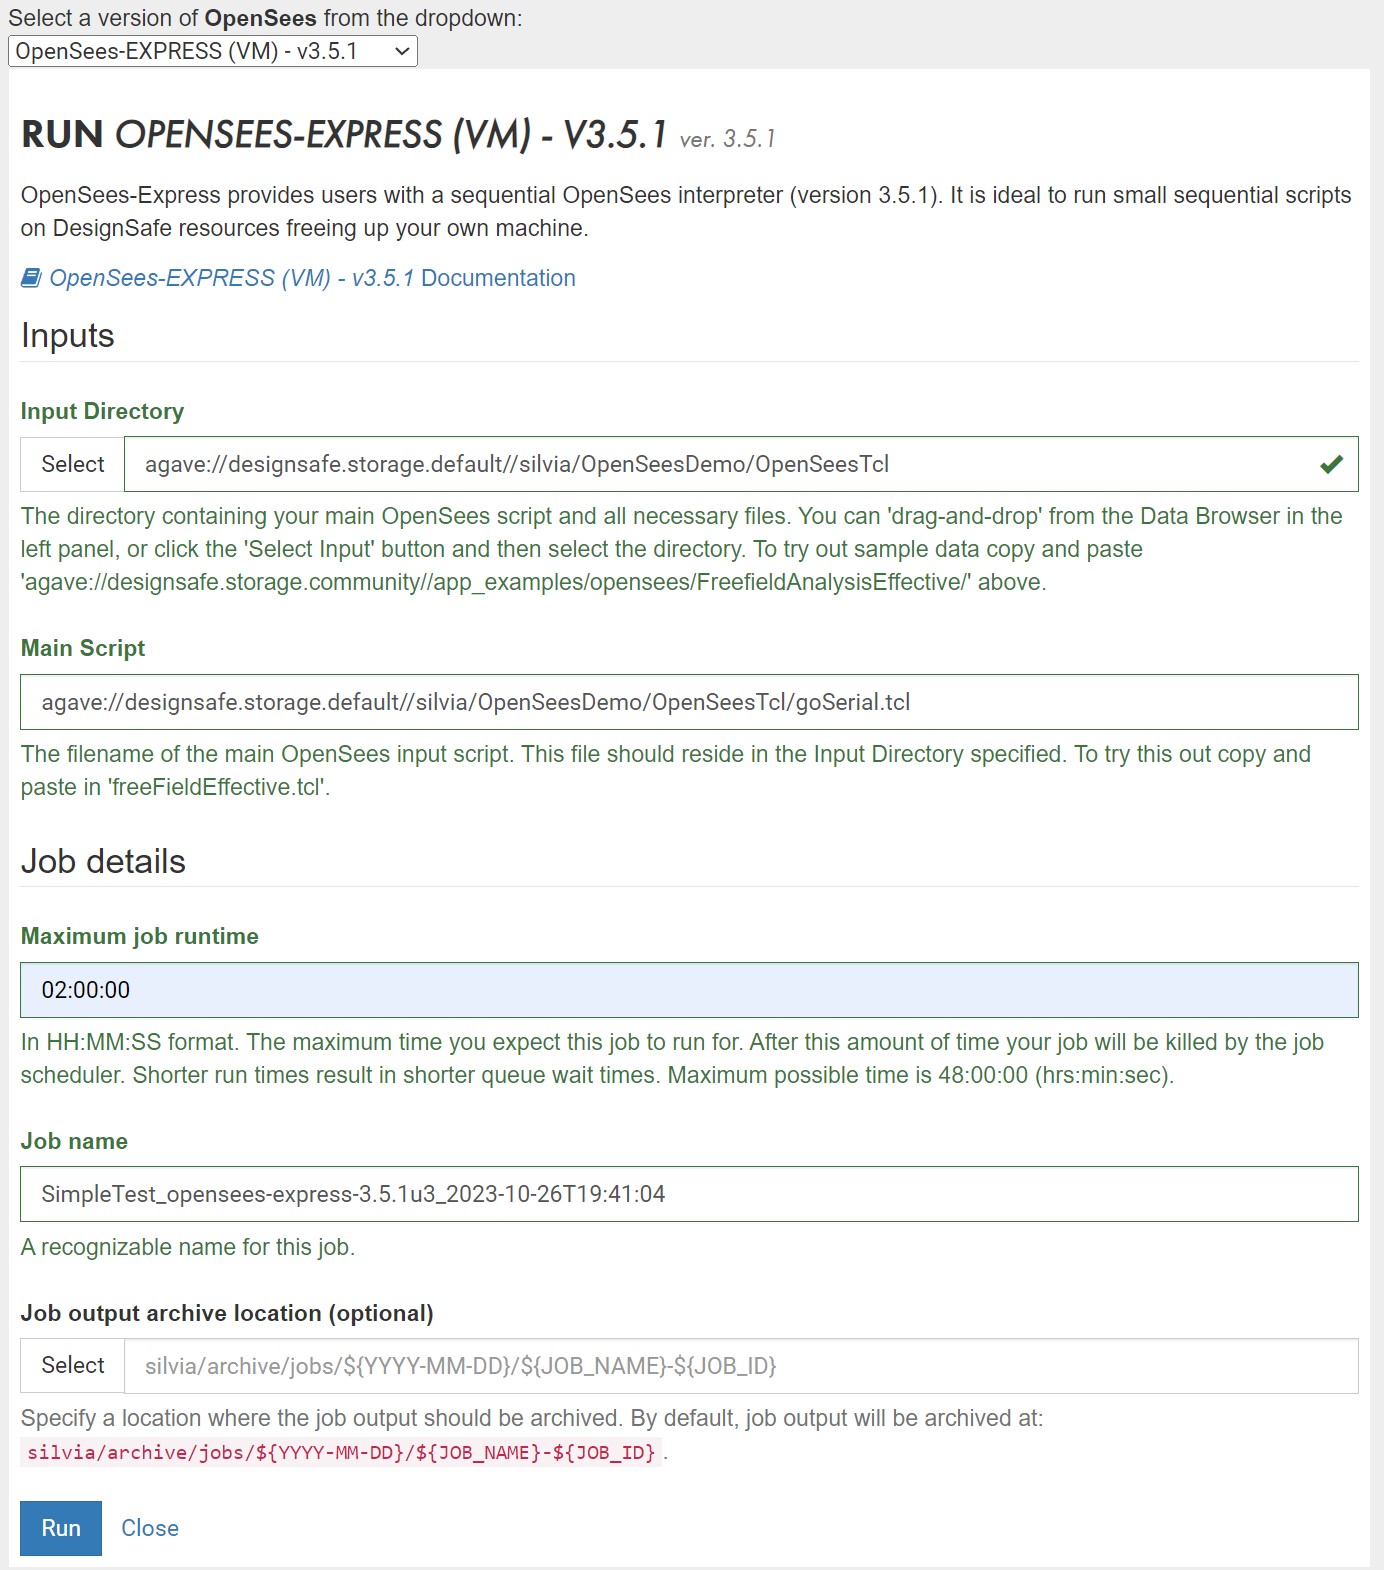 Select a version of OpenSees from the dropdown:
OpenSees-EXPRESS (VM) - v3.5.1
RUN OPENSEES-EXPRESS (VM) - V3.5.1 ver. 3.5.1
OpenSees-Express provides users with a sequential OpenSees interpreter (version 3.5.1). It is ideal to run small sequential scripts
on DesignSafe resources freeing up your own machine.
OpenSees-EXPRESS (VM) - v3.5.1 Documentation
Inputs
Input Directory
Select agave://designsafe.storage.default//silvia/OpenSeesDemo/OpenSeesTcl
The directory containing your main OpenSees script and all necessary files. You can 'drag-and-drop' from the Data Browser in the
left panel, or click the 'Select Input' button and then select the directory. To try out sample data copy and paste
'agave://designsafe.storage.community//app_examples/opensees/FreefieldAnalysisEffective/' above.
Main Script
agave://designsafe.storage.default//silvia/OpenSeesDemo/OpenSeesTcl/goSerial.tcl
The filename of the main OpenSees input script. This file should reside in the Input Directory specified. To try this out copy and
paste in 'freeFieldEffective.tcl'.
Job details
Maximum job runtime
02:00:00
In HH:MM:SS format. The maximum time you expect this job to run for. After this amount of time your job will be killed by the job
scheduler. Shorter run times result in shorter queue wait times. Maximum possible time is 48:00:00 (hrs:min:sec).
Job name
SimpleTest_opensees-express-3.5.1u3_2023-10-26T19:41:04
A recognizable name for this job.
Job output archive location (optional)
Select silvia/archive/jobs/${YYYY-MM-DD}/${JOB_NAME}-${JOB_ID}
Specify a location where the job output should be archived. By default, job output will be archived at:
silvia/archive/jobs/${YYYY-MM-DD}/${JOB_NAME}-${JOB_ID} .
Run Close